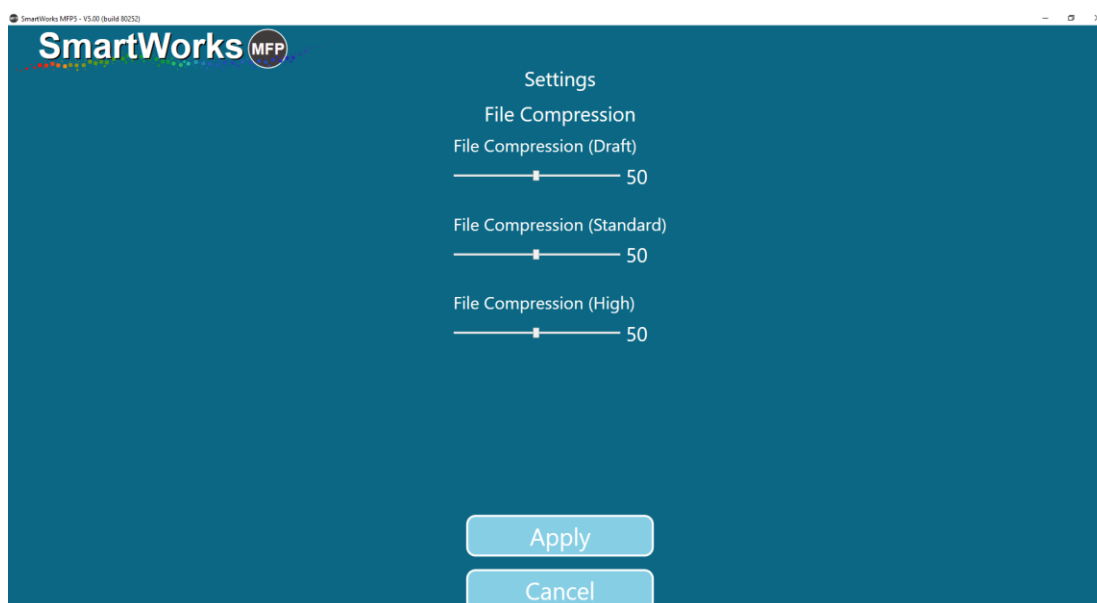 SmartWorks MFP5 - V5.00 (build 80252)
SmartWorks MFP
Settings
File Compression
File Compression (Draft)
50
File Compression (Standard)
50
File Compression (High)
50
Apply
Cancel